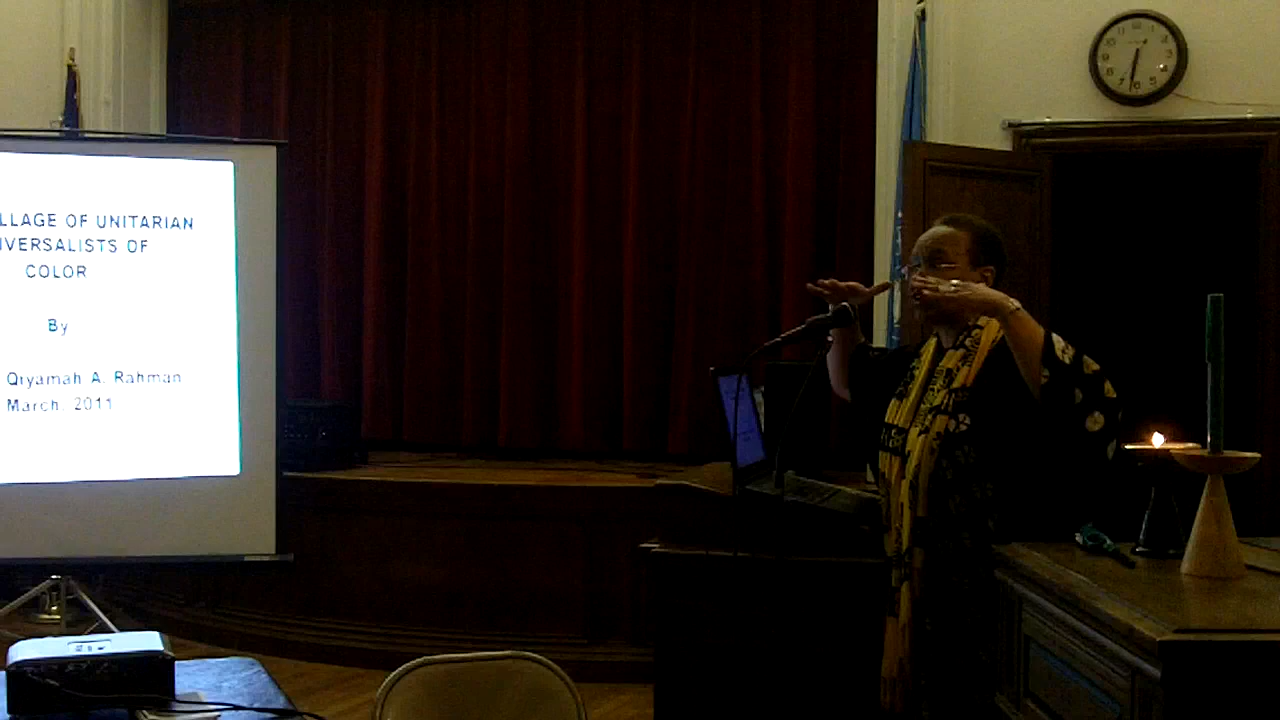 LLAGE OF UNITARIAN
IVERSALISTS OF
COLOR
By
Qiyamah A. Rahman
March, 2011